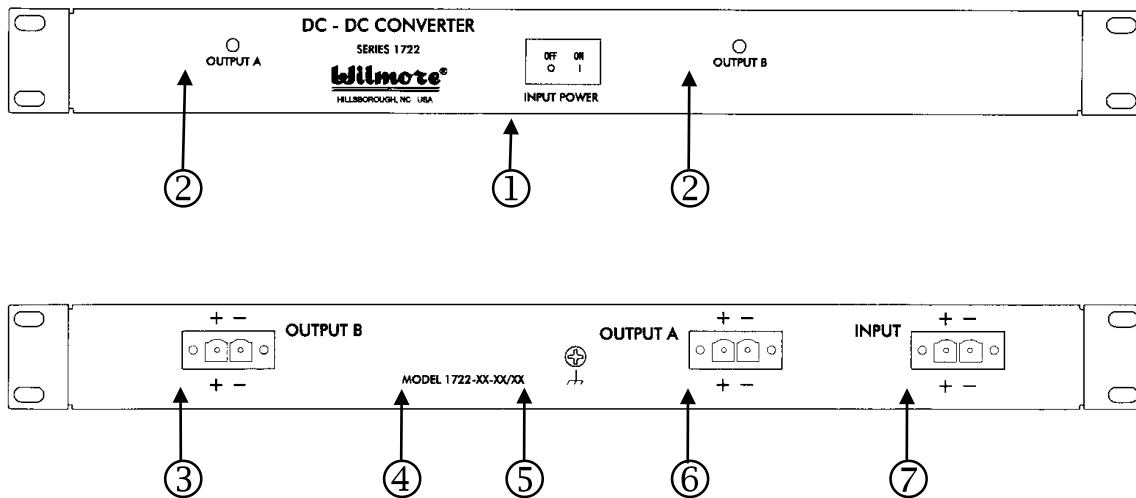 DC - DC CONVERTER
SERIES 1722
Wilmore®
HILLSBOROUGH, NC USA
OUTPUT A
OFF ON
O I
INPUT POWER
OUTPUT B
② ① ②
+ − OUTPUT B
+ −
MODEL 1722-XX-XX/XX
OUTPUT A + −
+ −
INPUT + −
+ −
③ ④ ⑤ ⑥ ⑦